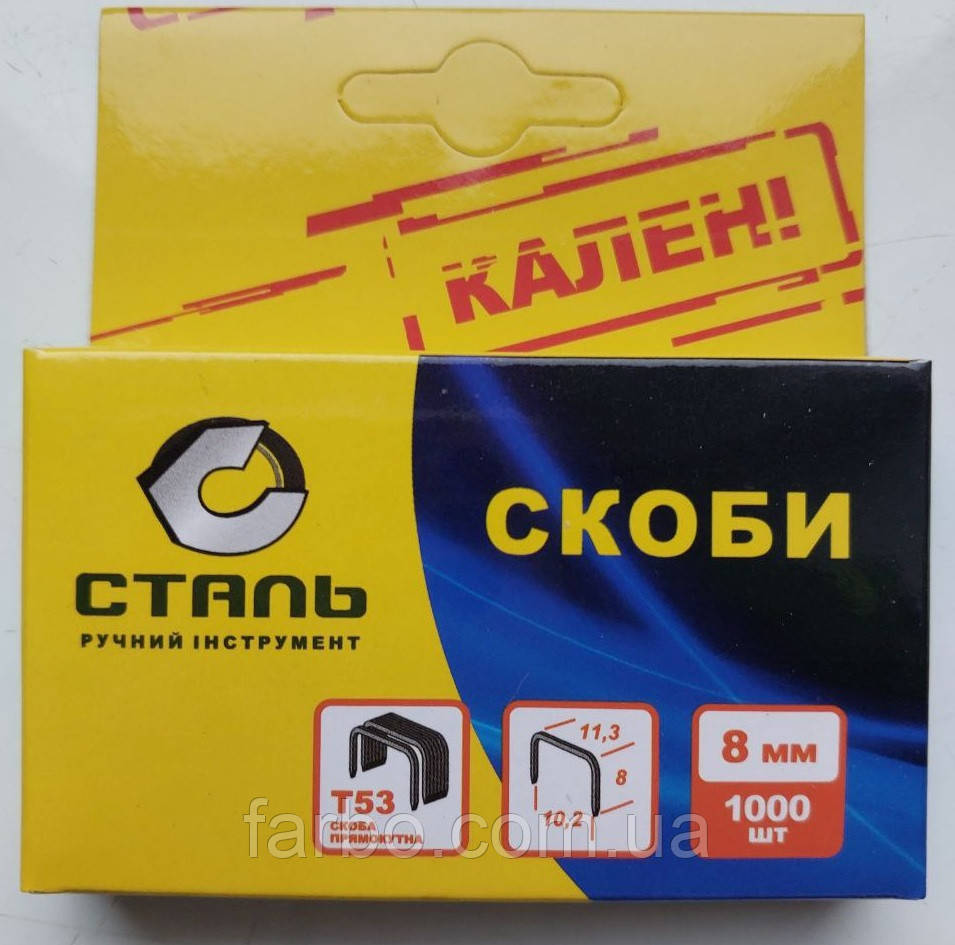 КАЛЕН!
СТАЛЬ
РУЧНИЙ ІНСТРУМЕНТ
СКОБИ
T53
СКОБА
ПРЯМОКУТНА
11,3
8
10,2
8 мм
1000
шт
farbo.com.ua